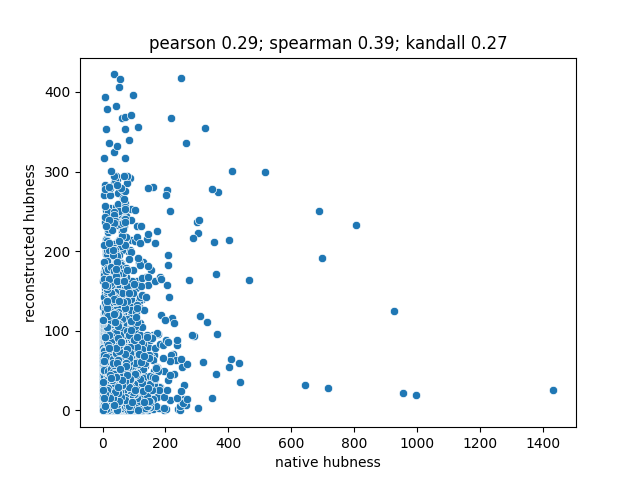 pearson 0.29; spearman 0.39; kandall 0.27
400
300
200
100
0
reconstructed hubness
0 200 400 600 800 1000 1200 1400
native hubness